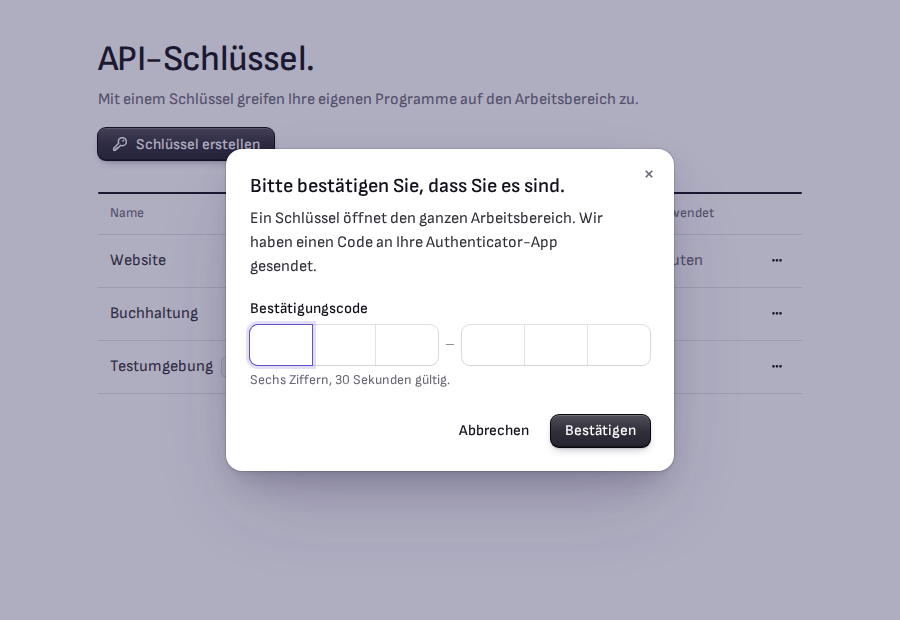 API-Schlüssel.
Mit einem Schlüssel greifen Ihre eigenen Programme auf den Arbeitsbereich zu.
Schlüssel erstellen
Name
Website
Buchhaltung
Testumgebung
Bitte bestätigen Sie, dass Sie es sind.
×
Ein Schlüssel öffnet den ganzen Arbeitsbereich. Wir
haben einen Code an Ihre Authenticator-App
gesendet.
Bestätigungscode
–
Sechs Ziffern, 30 Sekunden gültig.
Abbrechen
Bestätigen